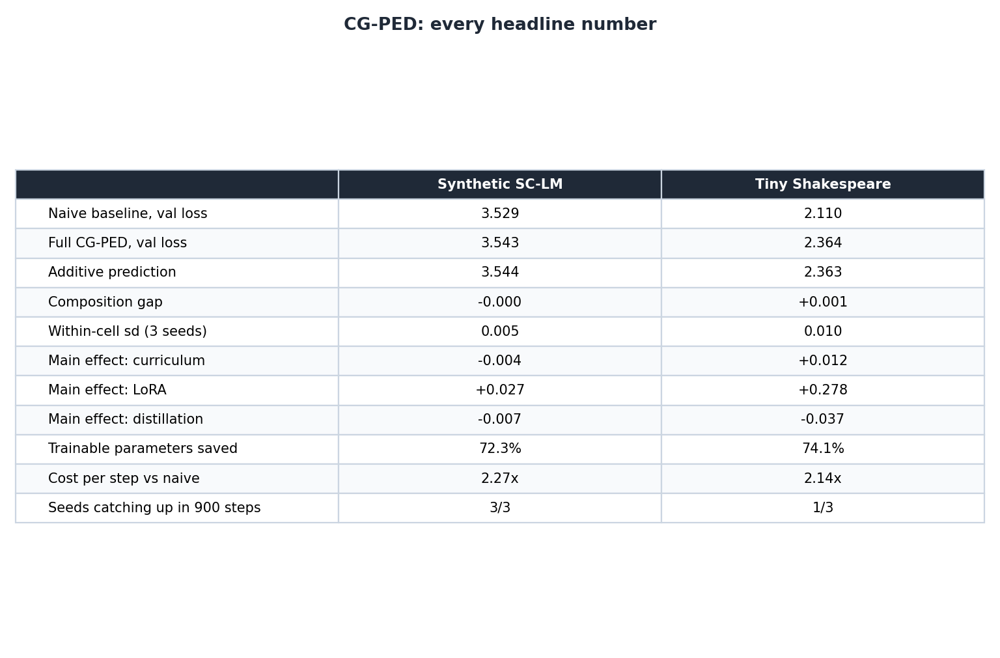 CG-PED: every headline number
Synthetic SC-LM Tiny Shakespeare
Naive baseline, val loss 3.529 2.110
Full CG-PED, val loss 3.543 2.364
Additive prediction 3.544 2.363
Composition gap -0.000 +0.001
Within-cell sd (3 seeds) 0.005 0.010
Main effect: curriculum -0.004 +0.012
Main effect: LoRA +0.027 +0.278
Main effect: distillation -0.007 -0.037
Trainable parameters saved 72.3% 74.1%
Cost per step vs naive 2.27x 2.14x
Seeds catching up in 900 steps 3/3 1/3